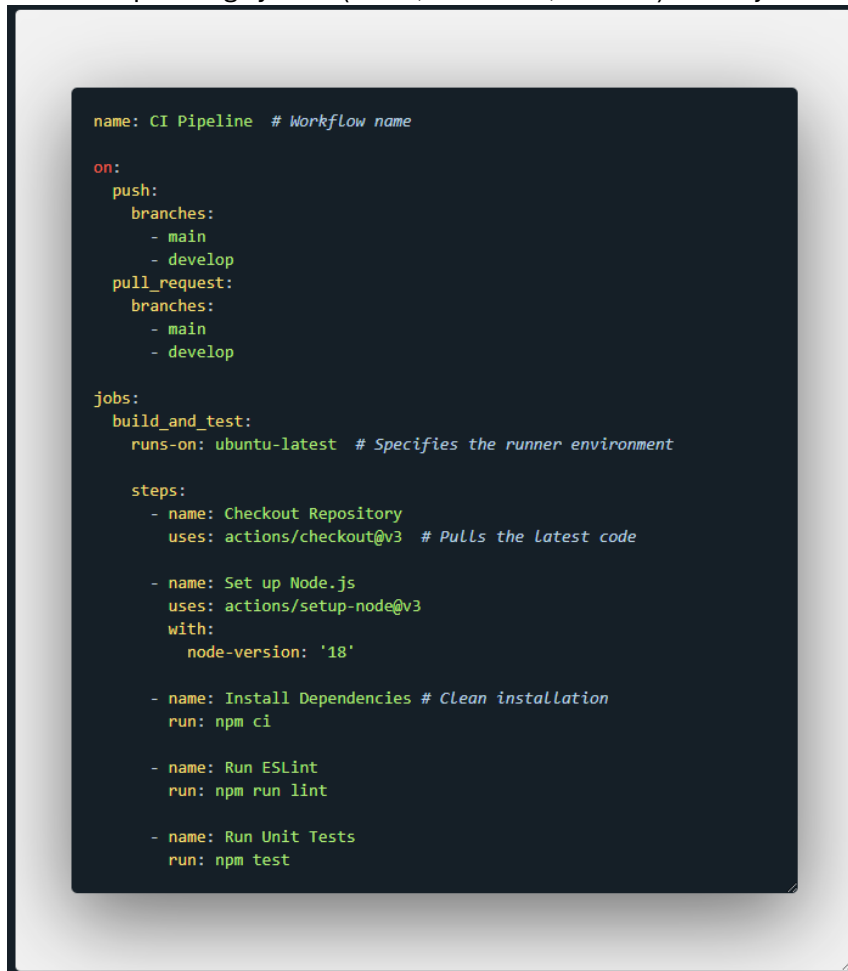 name: CI Pipeline  # Workflow name

on:
  push:
    branches:
      - main
      - develop
  pull_request:
    branches:
      - main
      - develop

jobs:
  build_and_test:
    runs-on: ubuntu-latest  # Specifies the runner environment

    steps:
      - name: Checkout Repository
        uses: actions/checkout@v3  # Pulls the latest code

      - name: Set up Node.js
        uses: actions/setup-node@v3
        with:
          node-version: '18'

      - name: Install Dependencies # Clean installation
        run: npm ci

      - name: Run ESLint
        run: npm run lint

      - name: Run Unit Tests
        run: npm test